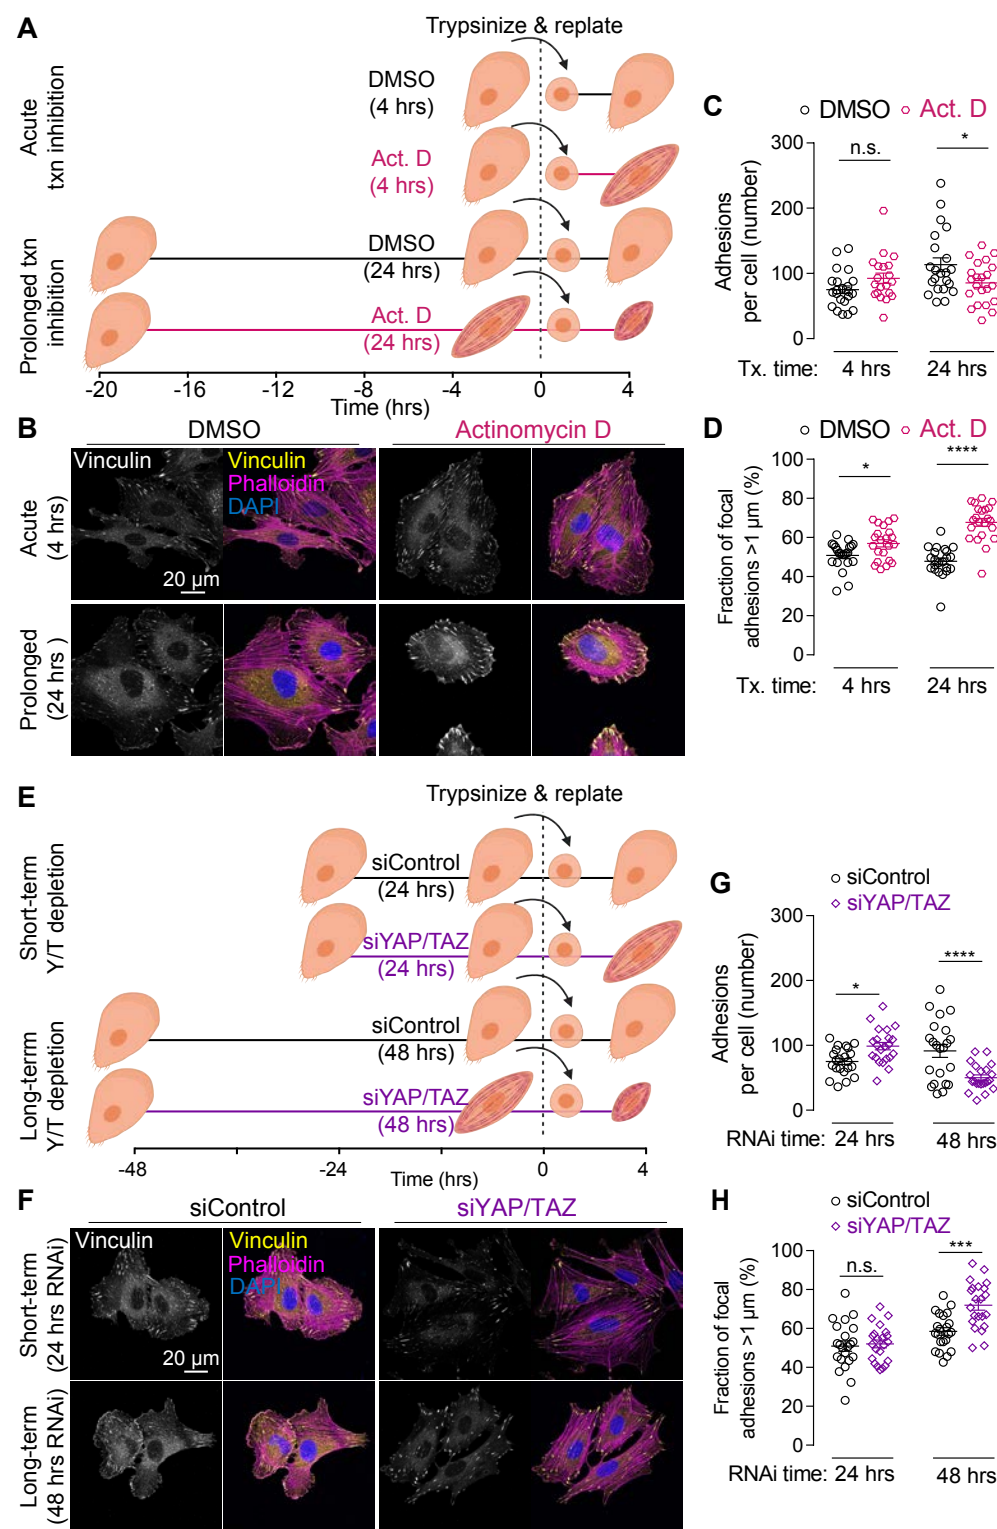 A
Trypsinize & replate
Acute
txn inhibition
DMSO
(4 hrs)
Act. D
(4 hrs)
Prolonged txn
inhibition
DMSO
(24 hrs)
Act. D
(24 hrs)
-20
-16
-12
-8
-4
0
4
Time (hrs)
C
DMSO
Act. D
Adhesions
per cell (number)
300
200
100
0
n.s.
*
Tx. time:
4 hrs
24 hrs
B
DMSO
Actinomycin D
Acute
(4 hrs)
Vinculin
Vinculin
Phalloidin
DAPI
20 µm
Prolonged
(24 hrs )
D
DMSO
Act. D
Fraction of focal
adhesions >1 µm (%)
100
80
60
40
20
0
*
****
Tx. time:
4 hrs
24 hrs
E
Trypsinize & replate
Short-term
Y/T depletion
siControl
(24 hrs)
siYAP/TAZ
(24 hrs)
Long-term
Y/T depletion
siControl
(48 hrs)
siYAP/TAZ
(48 hrs)
-48
-24
0
4
Time (hrs)
G
siControl
siYAP/TAZ
Adhesions
per cell (number)
300
200
100
0
*
****
RNAi time:
24 hrs
48 hrs
F
siControl
siYAP/TAZ
Short-term
(24 hrs RNAi)
Vinculin
Vinculin
Phalloidin
DAPI
20 µm
Long-term
(48 hrs RNAi)
H
siControl
siYAP/TAZ
Fraction of focal
adhesions >1 µm (%)
100
80
60
40
20
0
n.s.
***
RNAi time:
24 hrs
48 hrs